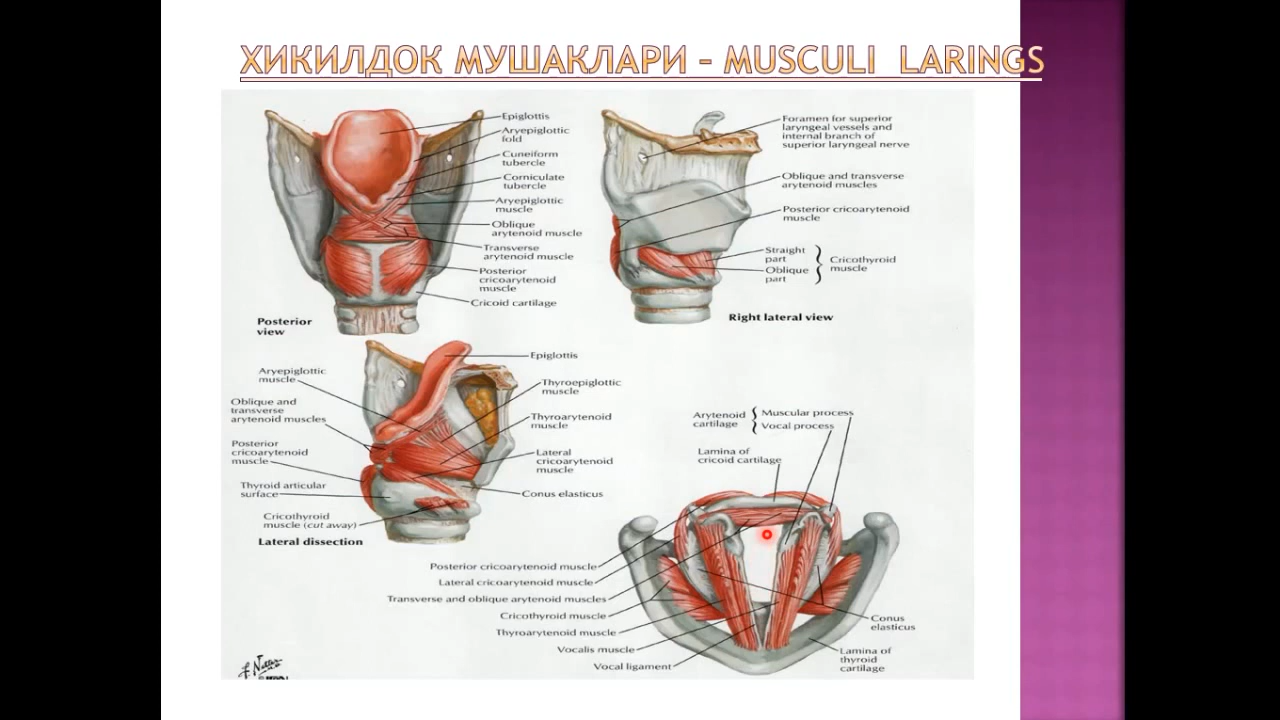 ХИКИЛДОК МУШАКЛАРИ – MUSCULI LARINGS
Epiglottis
Aryepiglottic
fold
Cuneiform
tubercle
Corniculate
tubercle
Aryepiglottic
muscle
Oblique
arytenoid muscle
Transverse
arytenoid muscle
Posterior
cricoarytenoid
muscle
Cricoid cartilage
Posterior
view
Foramen for superior
laryngeal vessels and
internal branch of
superior laryngeal nerve
Oblique and transverse
arytenoid muscles
Posterior cricoarytenoid
muscle
Straight
part
Oblique
part
Cricothyroid
muscle
Right lateral view
Aryepiglottic
muscle
Oblique and
transverse
arytenoid muscles
Posterior
cricoarytenoid
muscle
Thyroid articular
surface
Cricothyroid
muscle (cut away)
Lateral dissection
Epiglottis
Thyroepiglottic
muscle
Thyroarytenoid
muscle
Lateral
cricoarytenoid
muscle
Conus elasticus
Arytenoid
cartilage
Muscular process
Vocal process
Lamina of
cricoid cartilage
Posterior cricoarytenoid muscle
Lateral cricoarytenoid muscle
Transverse and oblique arytenoid muscles
Cricothyroid muscle
Thyroarytenoid muscle
Vocalis muscle
Vocal ligament
Conus
elasticus
Lamina of
thyroid
cartilage
F. Netter